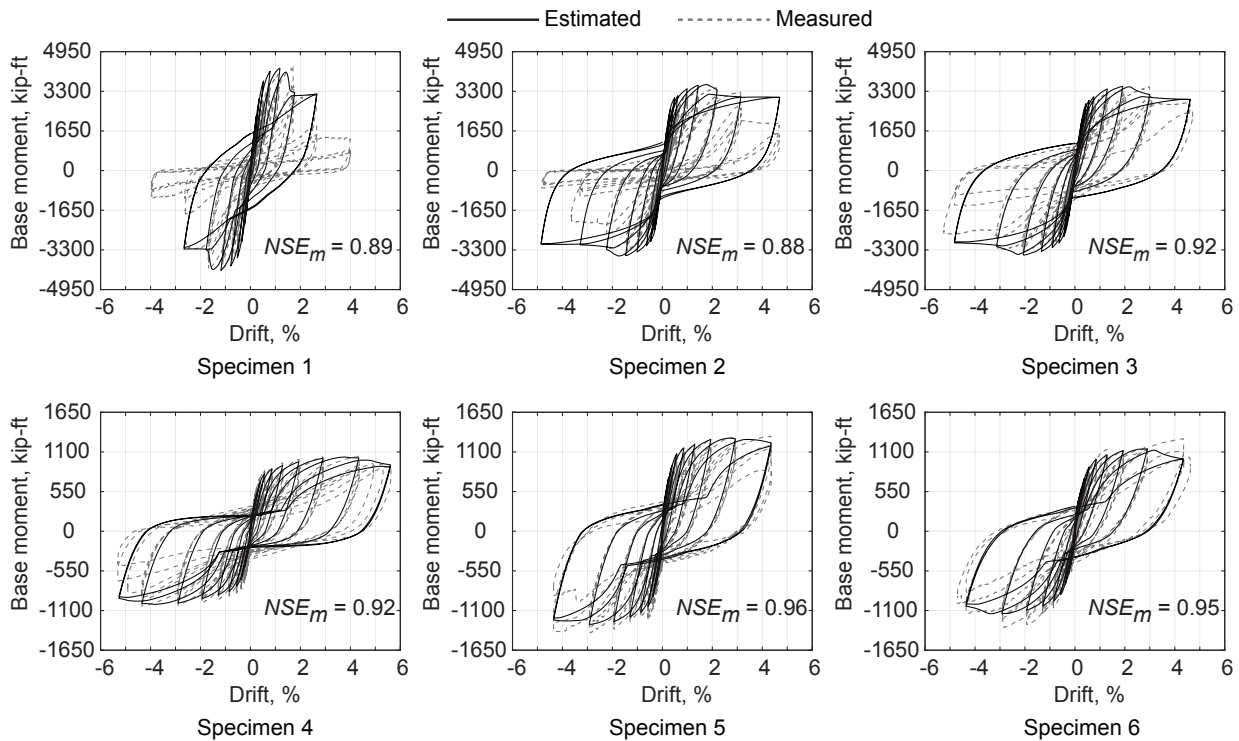 Estimated Measured
4950
3300
1650
0
-1650
-3300
4950
-6 -4 -2 0 2 4 6
Base moment, kip-ft
Drift, %
NSEm = 0.89
Specimen 1
4950
3300
1650
0
-1650
-3300
4950
-6 -4 -2 0 2 4 6
Base moment, kip-ft
Drift, %
NSEm = 0.88
Specimen 2
4950
3300
1650
0
-1650
-3300
4950
-6 -4 -2 0 2 4 6
Base moment, kip-ft
Drift, %
NSEm = 0.92
Specimen 3
1650
1100
550
0
-550
-1100
-1650
-6 -4 -2 0 2 4 6
Base moment, kip-ft
Drift, %
NSEm = 0.92
Specimen 4
1650
1100
550
0
-550
-1100
-1650
-6 -4 -2 0 2 4 6
Base moment, kip-ft
Drift, %
NSEm = 0.96
Specimen 5
1650
1100
550
0
-550
-1100
-1650
-6 -4 -2 0 2 4 6
Base moment, kip-ft
Drift, %
NSEm = 0.95
Specimen 6